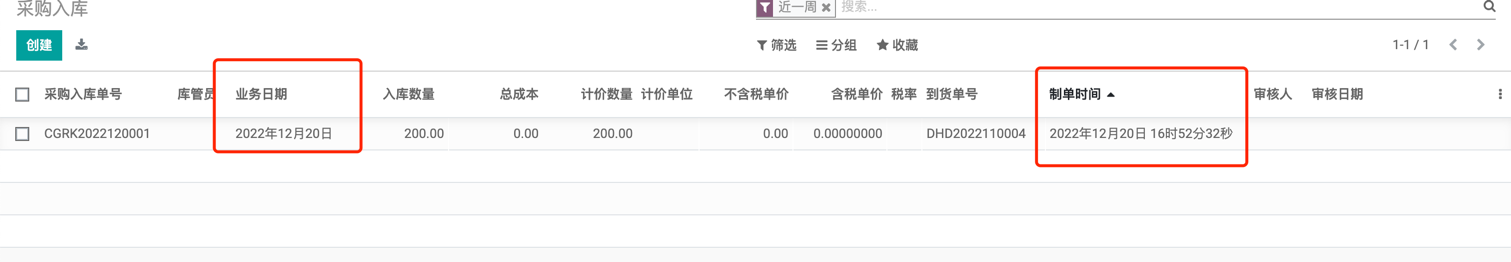 采购入库
近一周 ✖ 搜索...
创建
筛选 分组 收藏 1-1 / 1
采购入库单号 库管员 业务日期 入库数量 总成本 计价数量 计价单位 不含税单价 含税单价 税率 到货单号 制单时间 审核人 审核日期
CGRK2022120001 2022年12月20日 200.00 0.00 200.00 0.00 0.00000000 DHD2022110004 2022年12月20日 16时52分32秒